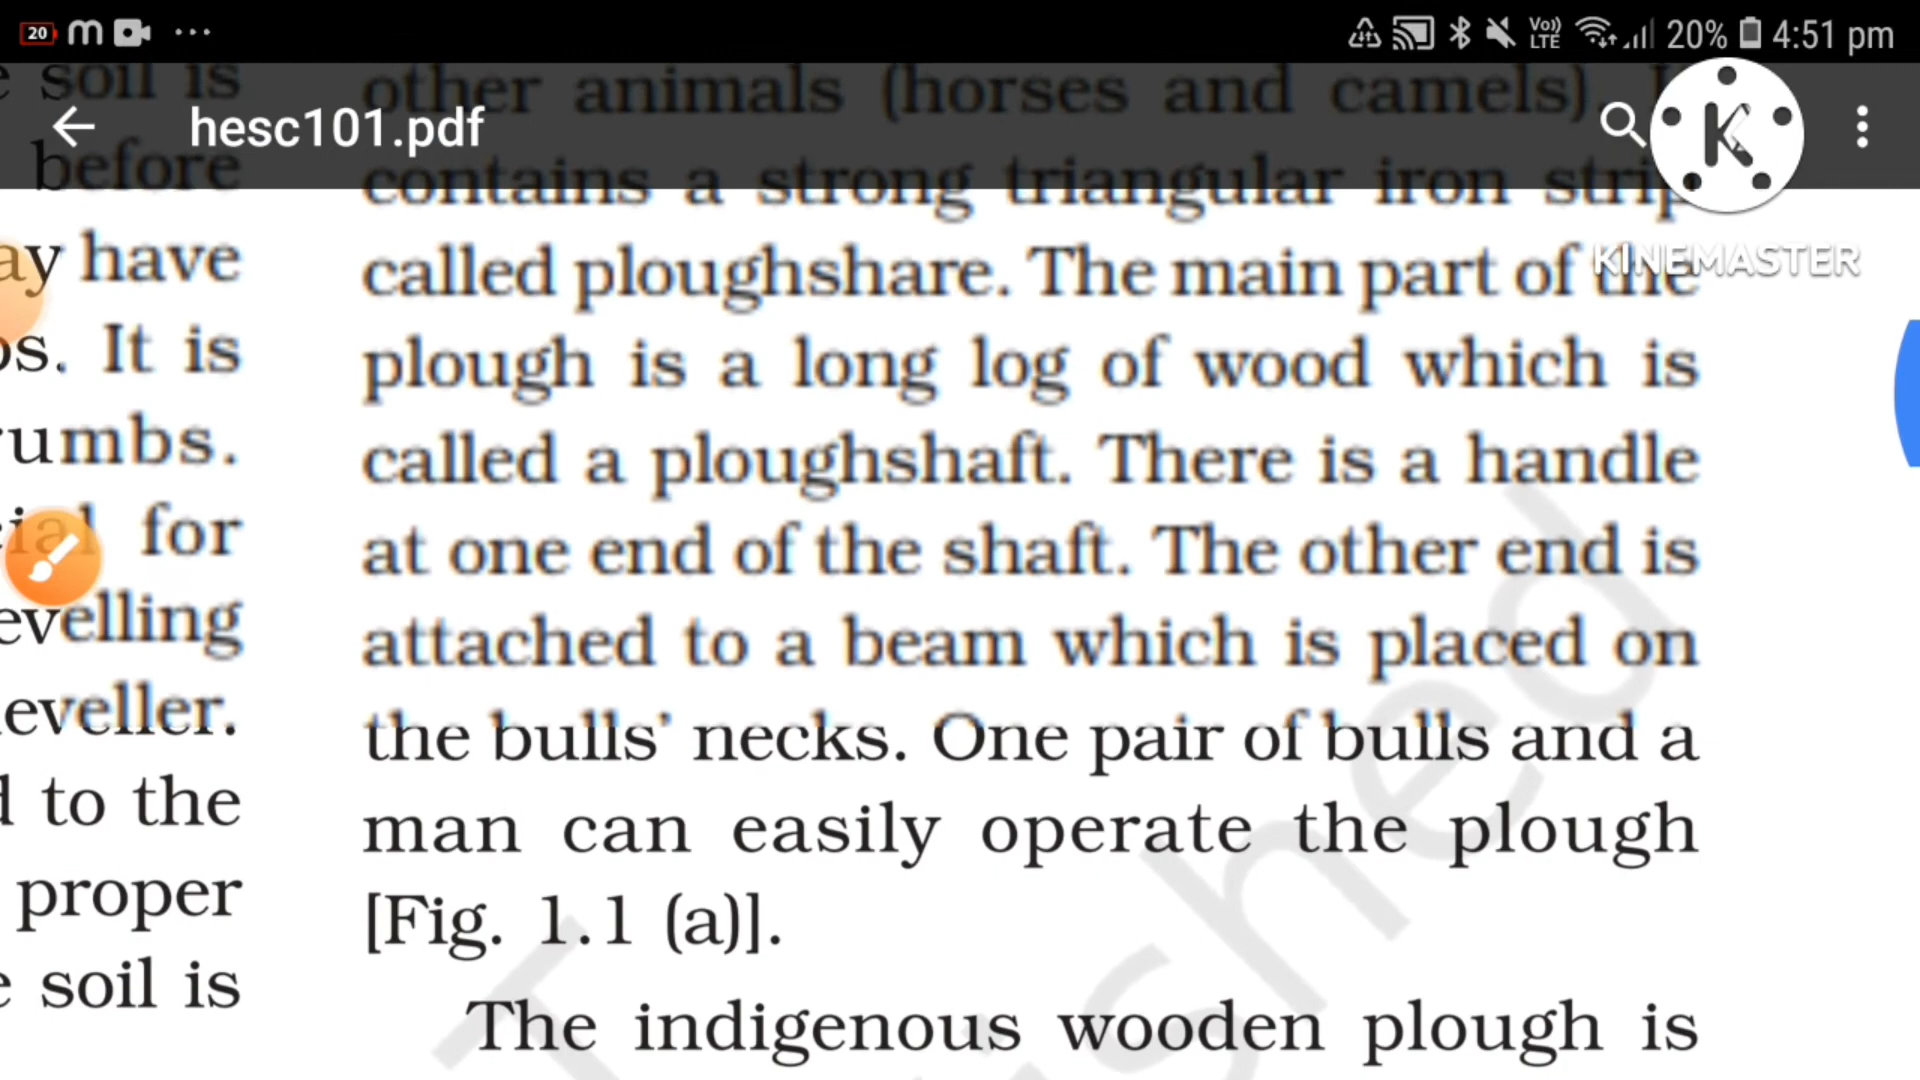 20 m ... Vo)) LTE 20% 4:51 pm
hesc101.pdf
KINEMASTER
soil is
before
have
It is
for
to the
proper
soil is
other animals (horses and camels).
contains a strong triangular iron strip
called ploughshare. The main part of the
plough is a long log of wood which is
called a ploughshaft. There is a handle
at one end of the shaft. The other end is
attached to a beam which is placed on
the bulls' necks. One pair of bulls and a
man can easily operate the plough
[Fig. 1.1 (a)].
The indigenous wooden plough is